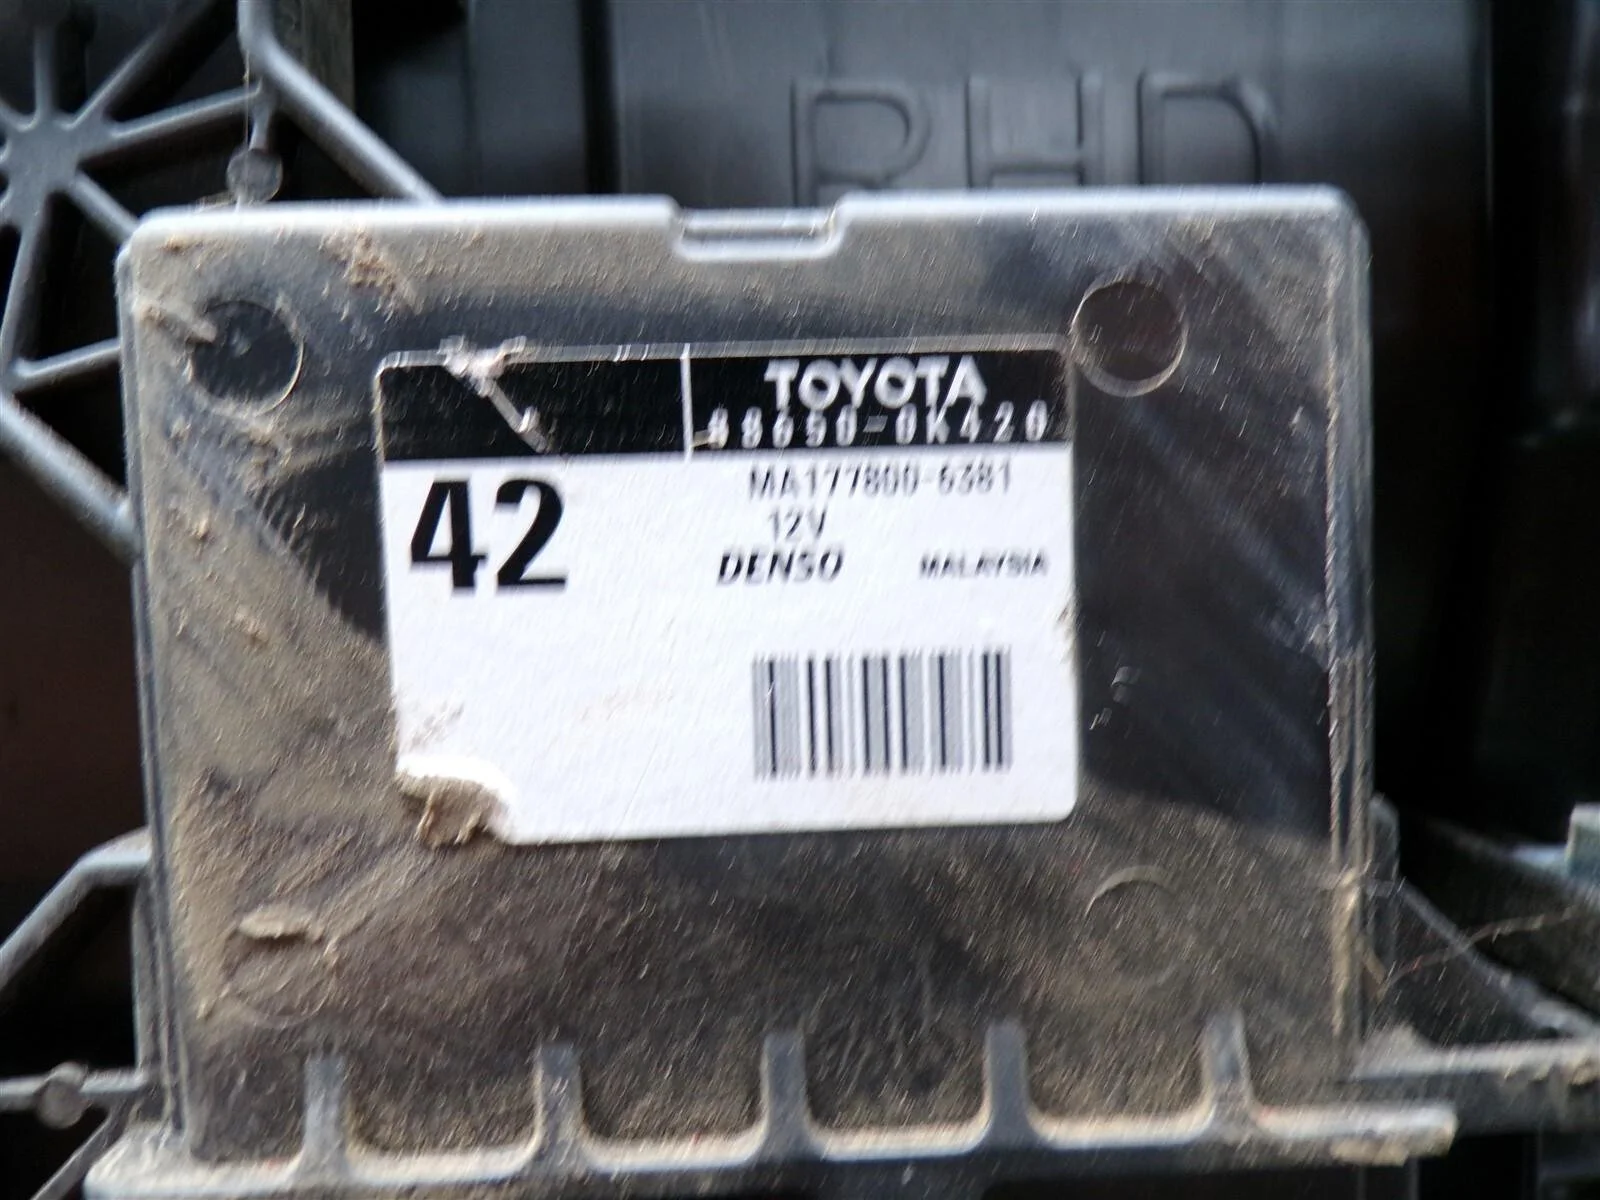 RHD
TOYOTA
88650-0K420
42
MA177800-6381
12V
DENSO MALAYSIA